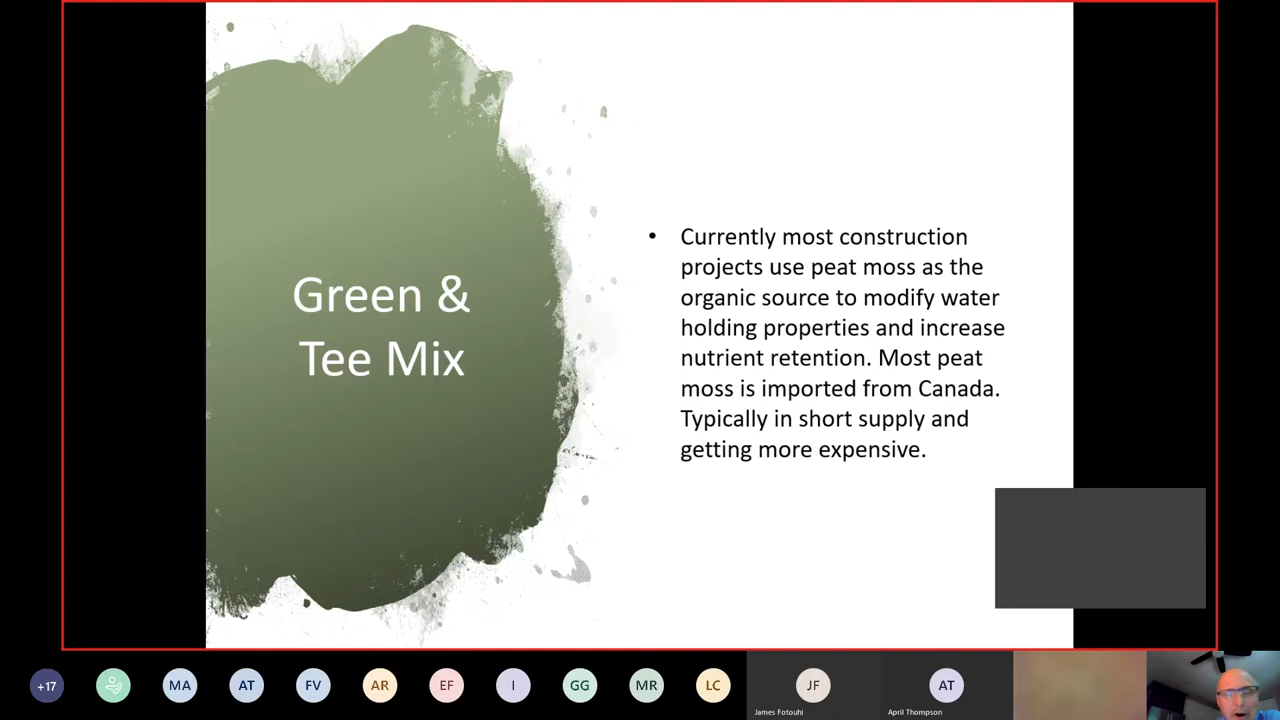 Green &
Tee Mix
• Currently most construction
projects use peat moss as the
organic source to modify water
holding properties and increase
nutrient retention. Most peat
moss is imported from Canada.
Typically in short supply and
getting more expensive.
+17
MA
AT
FV
AR
EF
I
GG
MR
LC
JF
AT
James Fotouhi
April Thompson